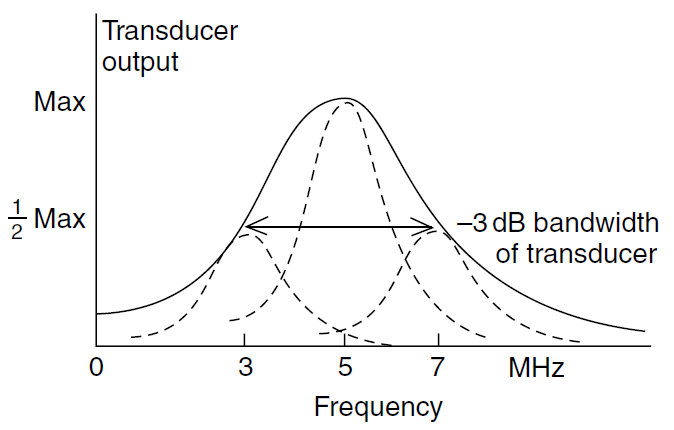 Transducer
output
Max
1/2 Max
–3 dB bandwidth
of transducer
0 3 5 7 MHz
Frequency